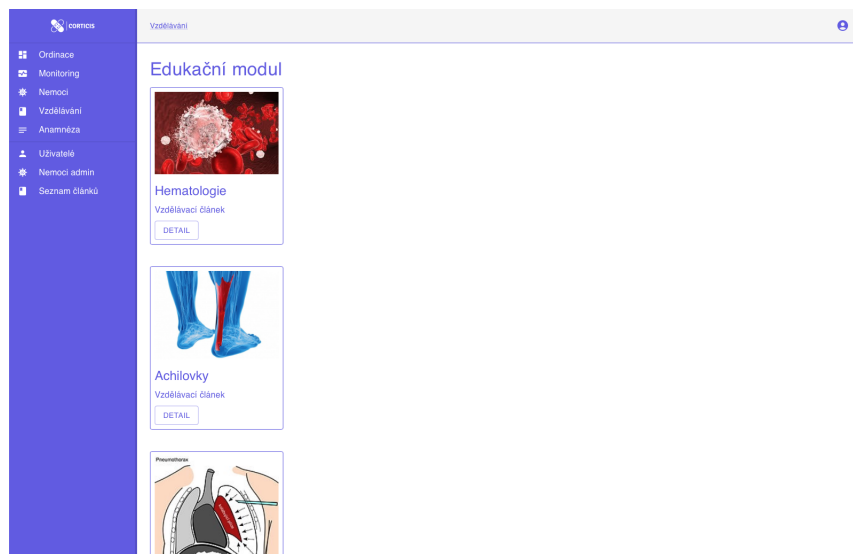 CORTICIS
Vzdělávání
Ordinace
Monitoring
Nemoci
Vzdělávání
Anamnéza
Uživatelé
Nemoci admin
Seznam článků
Edukační modul
Hematologie
Vzdělávací článek
DETAIL
Achilovky
Vzdělávací článek
DETAIL
Pneumothorax